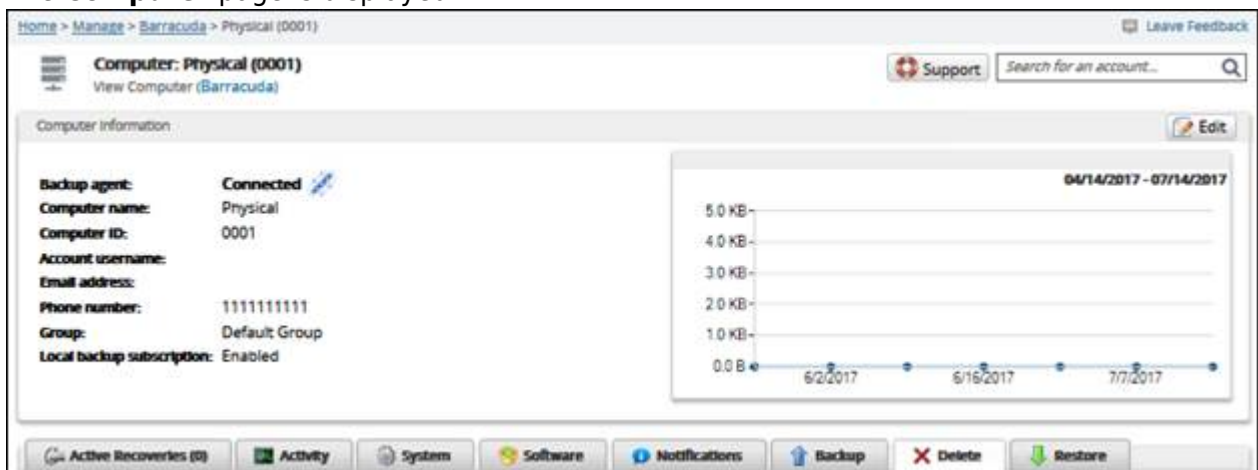 Home > Manage > Barracuda > Physical (0001)
Leave Feedback
Computer: Physical (0001)
View Computer (Barracuda)
Support
Search for an account...
Computer Information
Edit
Backup agent: Connected
Computer name: Physical
Computer ID: 0001
Account username:
Email address:
Phone number: 1111111111
Group: Default Group
Local backup subscription: Enabled
04/14/2017 - 07/14/2017
5.0 KB
4.0 KB
3.0 KB
2.0 KB
1.0 KB
0.0 B
6/2/2017 6/16/2017 7/7/2017
Active Recoveries (0) Activity System Software Notifications Backup Delete Restore